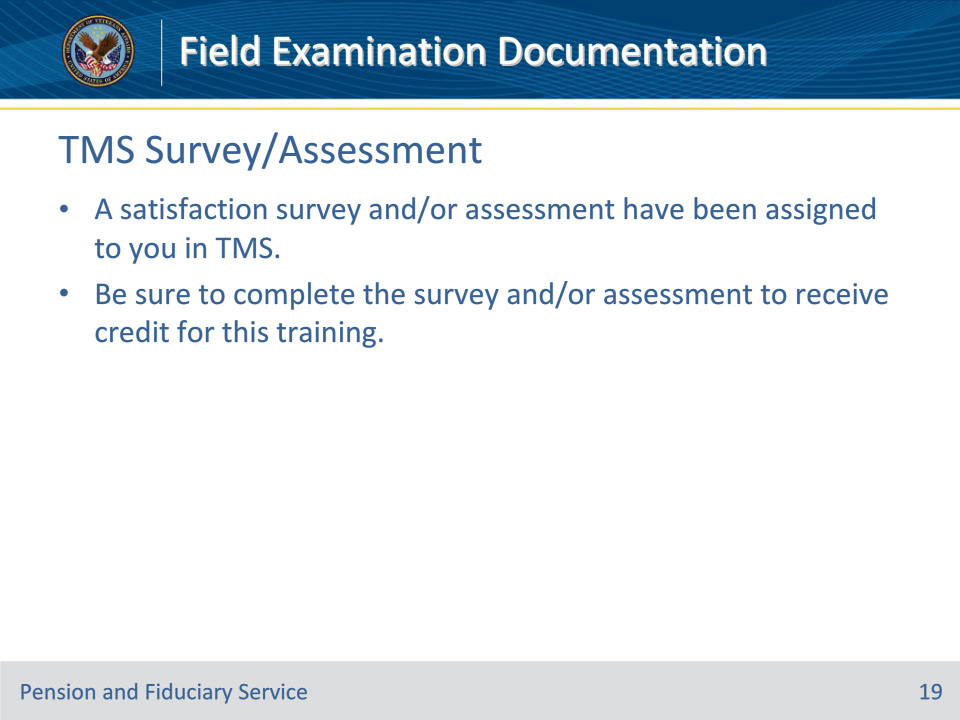 Field Examination Documentation
TMS Survey/Assessment
• A satisfaction survey and/or assessment have been assigned
to you in TMS.
• Be sure to complete the survey and/or assessment to receive
credit for this training.
Pension and Fiduciary Service
19